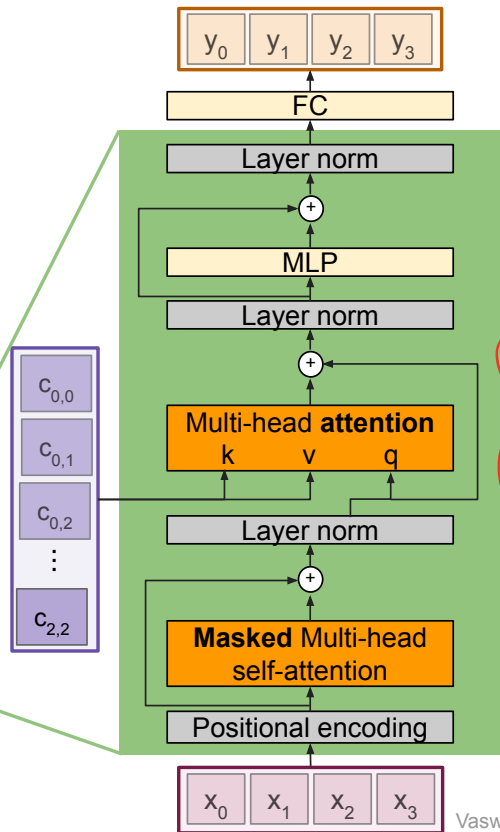 y0 y1 y2 y3
FC
Layer norm
+
MLP
Layer norm
+
c0,0
c0,1
c0,2
⋮
c2,2
Multi-head attention
k v q
Layer norm
+
Masked Multi-head
self-attention
Positional encoding
x0 x1 x2 x3
Vasw